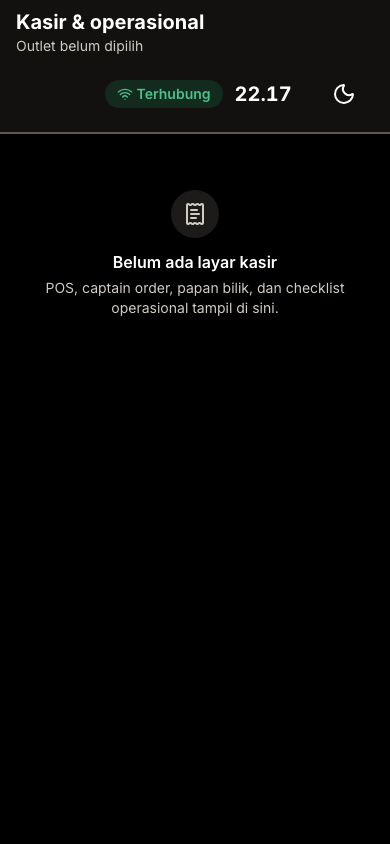 Kasir & operasional
Outlet belum dipilih
Terhubung 22.17
Belum ada layar kasir
POS, captain order, papan bilik, dan checklist
operasional tampil di sini.